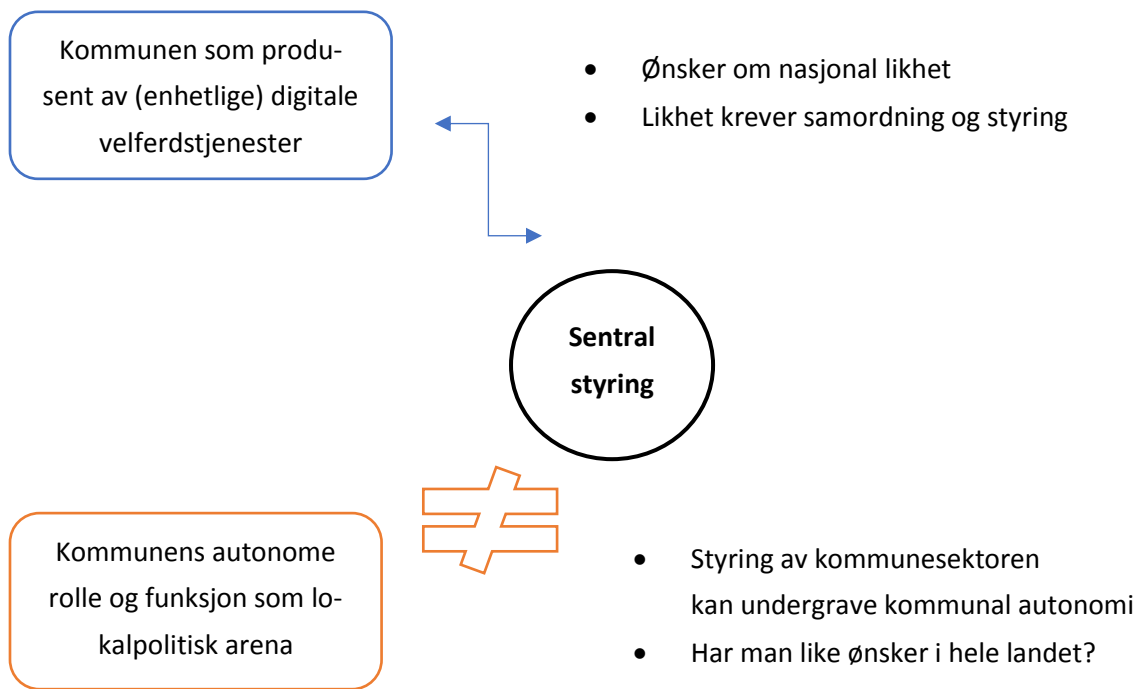 Kommunen som produ-
sent av (enhetlige) digitale
velferdstjenester
• Ønsker om nasjonal likhet
• Likhet krever samordning og styring
Sentral
styring
Kommunens autonome
rolle og funksjon som lo-
kalpolitisk arena
• Styring av kommunesektoren
kan undergrave kommunal autonomi
• Har man like ønsker i hele landet?